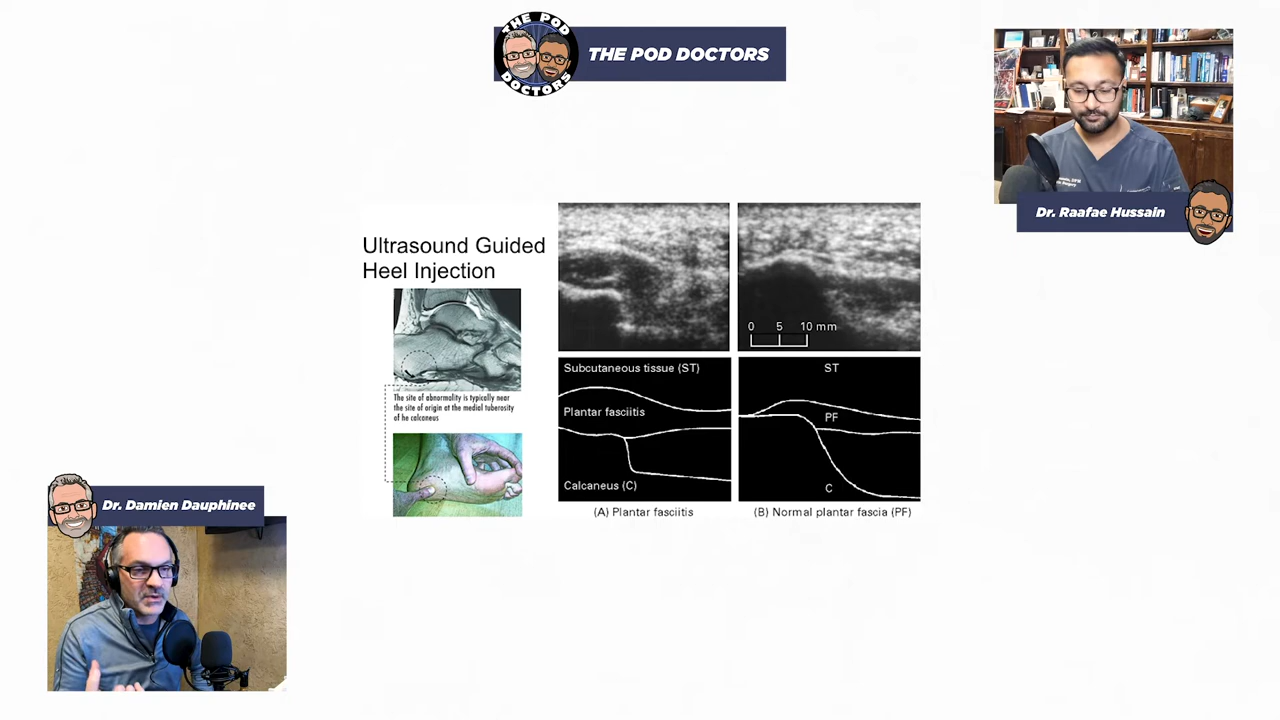 THE POD
DOCTORS
THE POD DOCTORS
Dr. Raafae Hussain
Ultrasound Guided
Heel Injection
The site of abnormality is typically near
the site of origin at the medial tuberosity
of he calcaneus
0 5 10 mm
Subcutaneous tissue (ST)
Plantar fasciitis
Calcaneus (C)
ST
PF
C
(A) Plantar fasciitis
(B) Normal plantar fascia (PF)
Dr. Damien Dauphinee